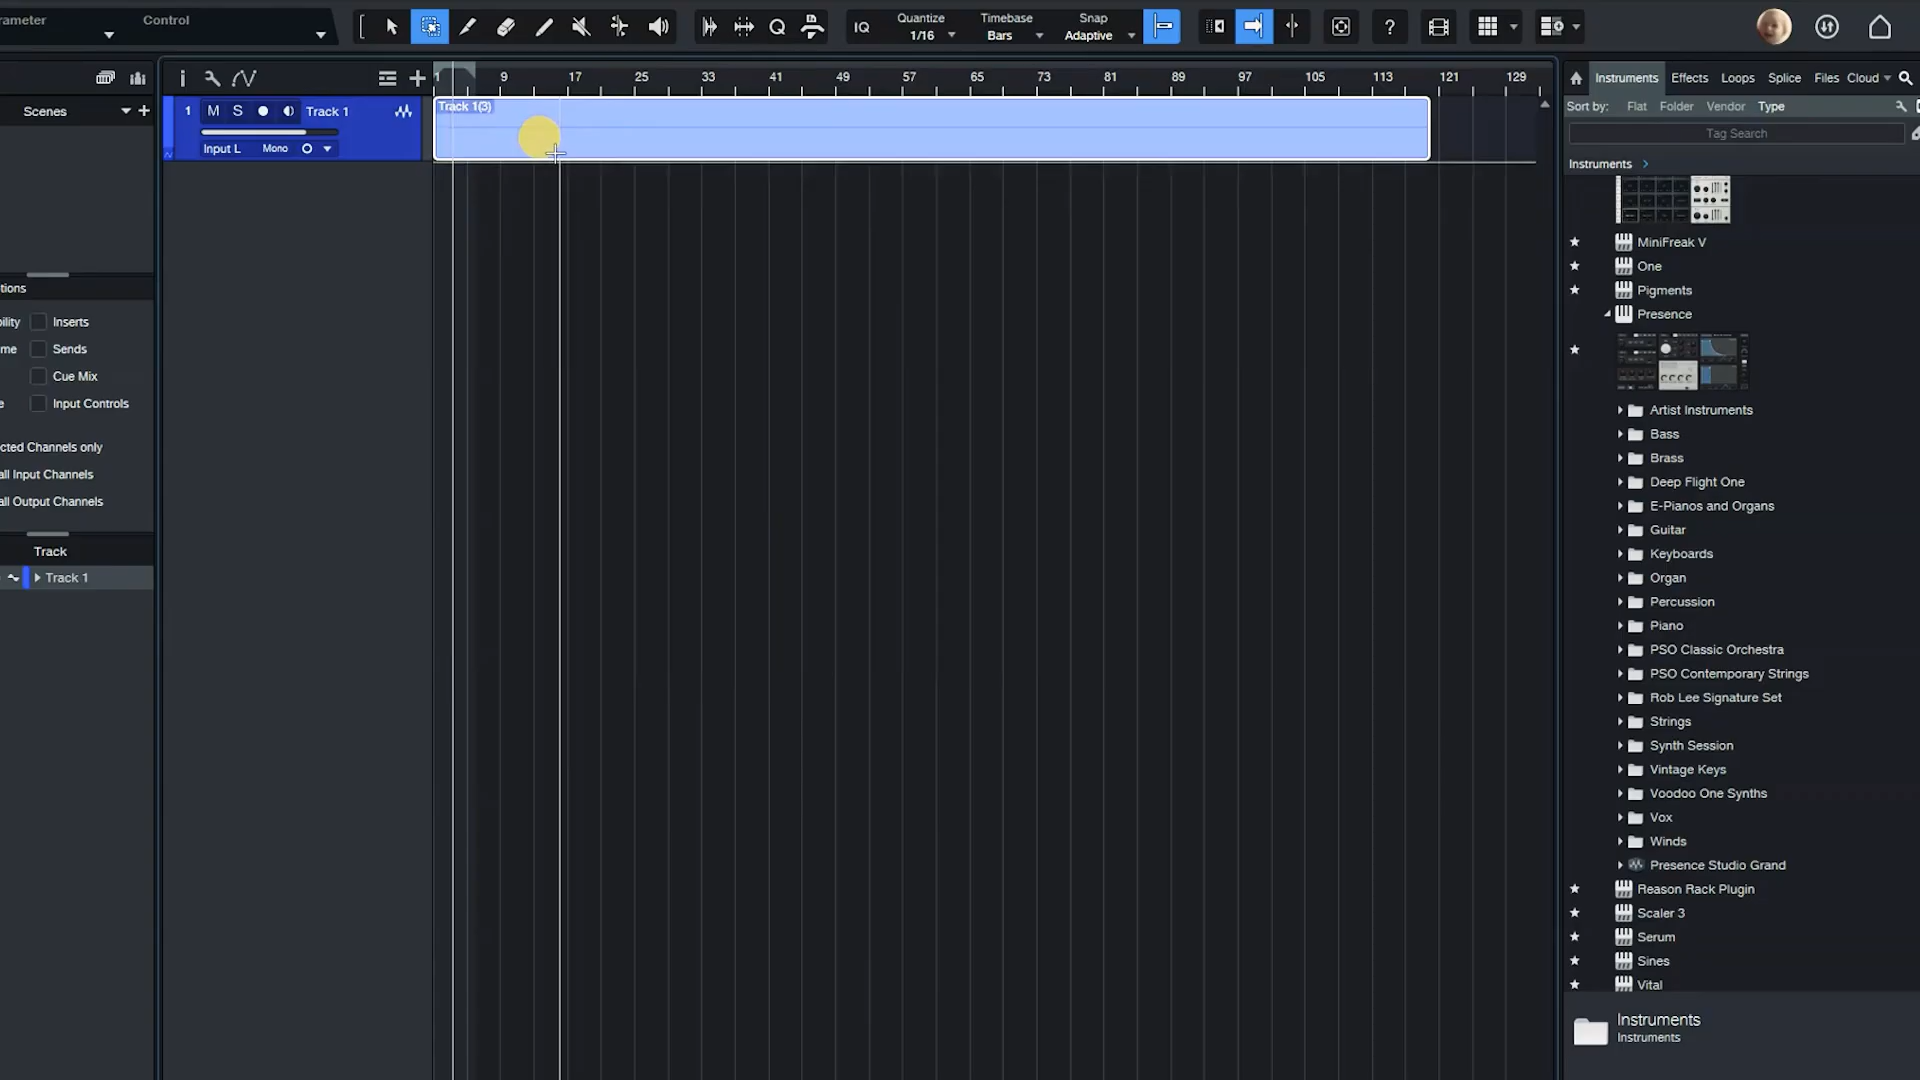 rameter
Control
IQ
Quantize
1/16
Timebase
Bars
Snap
Adaptive
?
Scenes
1 9 17 25 33 41 49 57 65 73 81 89 97 105 113 121 129
Instruments Effects Loops Splice Files Cloud
Sort by: Flat Folder Vendor Type
Tag Search
Instruments
1 M S Track 1
Input L Mono
Track 1(3)
tions
bility
Inserts
me
Sends
Cue Mix
e
Input Controls
cted Channels only
all Input Channels
all Output Channels
Track
Track 1
MiniFreak V
One
Pigments
Presence
Artist Instruments
Bass
Brass
Deep Flight One
E-Pianos and Organs
Guitar
Keyboards
Organ
Percussion
Piano
PSO Classic Orchestra
PSO Contemporary Strings
Rob Lee Signature Set
Strings
Synth Session
Vintage Keys
Voodoo One Synths
Vox
Winds
Presence Studio Grand
Reason Rack Plugin
Scaler 3
Serum
Sines
Vital
Instruments
Instruments